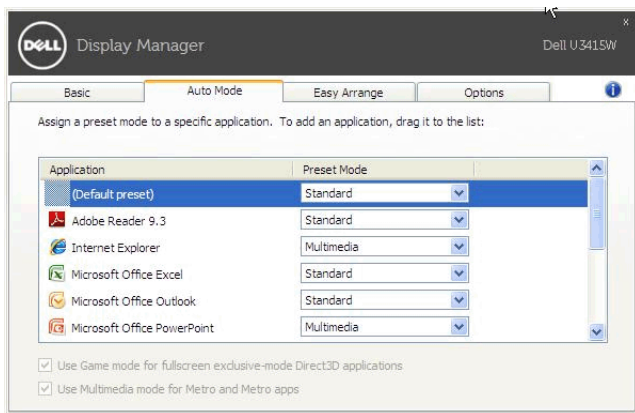 DELL Display Manager
x
Dell U3415W
Basic Auto Mode Easy Arrange Options i
Assign a preset mode to a specific application. To add an application, drag it to the list:
Application Preset Mode
(Default preset) Standard
Adobe Reader 9.3 Standard
Internet Explorer Multimedia
Microsoft Office Excel Standard
Microsoft Office Outlook Standard
Microsoft Office PowerPoint Multimedia
Use Game mode for fullscreen exclusive-mode Direct3D applications
Use Multimedia mode for Metro and Metro apps